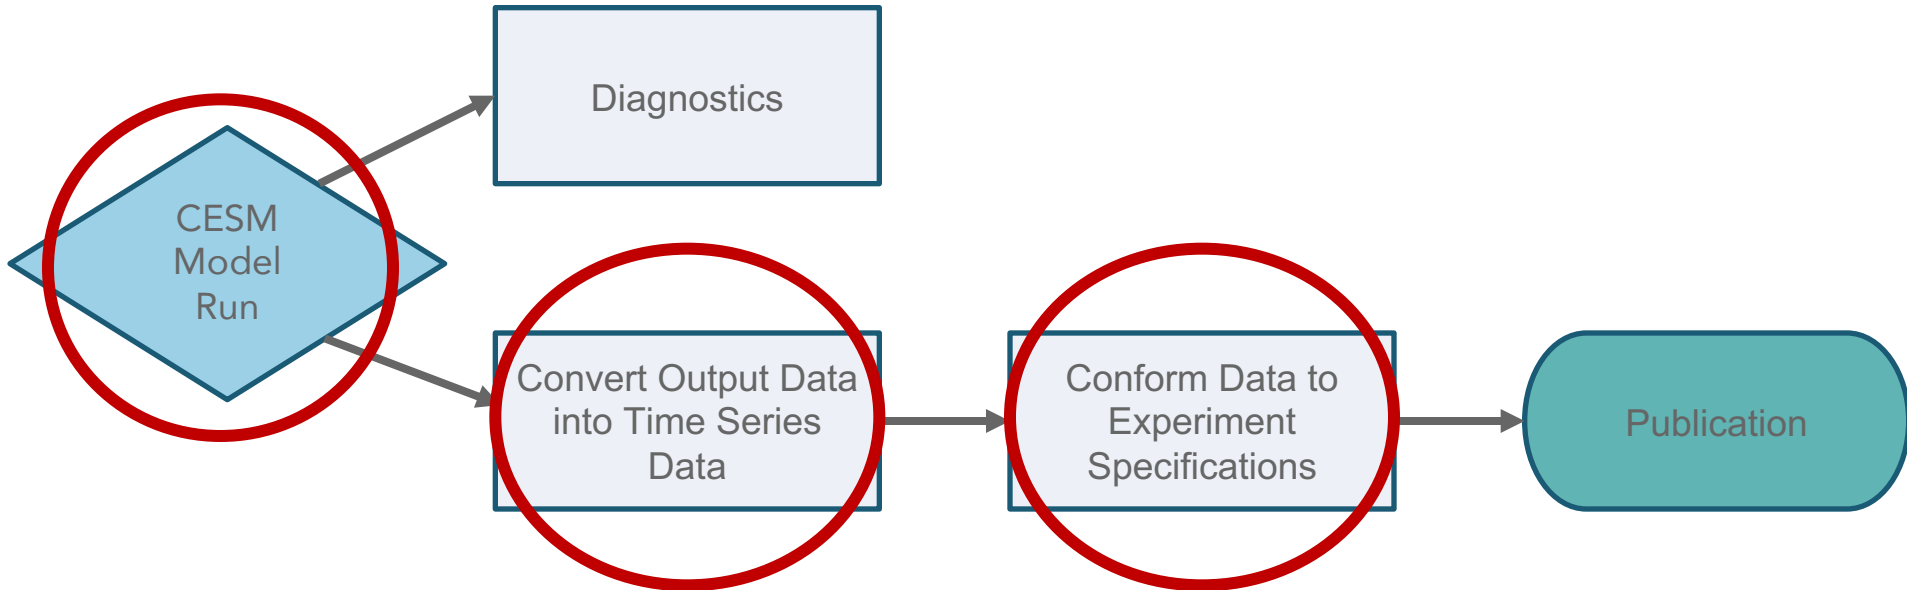 Diagnostics
CESM
Model
Run
Convert Output Data
into Time Series
Data
Conform Data to
Experiment
Specifications
Publication